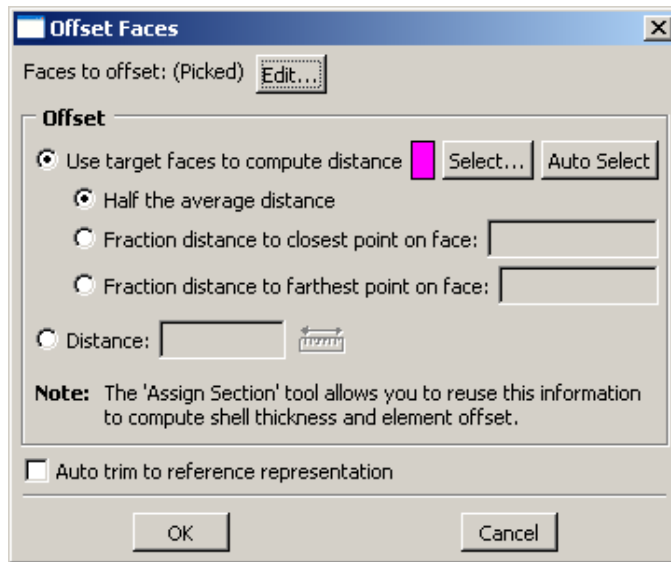 Offset Faces
Faces to offset: (Picked) Edit...
Offset
Use target faces to compute distance Select... Auto Select
Half the average distance
Fraction distance to closest point on face:
Fraction distance to farthest point on face:
Distance:
Note: The 'Assign Section' tool allows you to reuse this information
to compute shell thickness and element offset.
Auto trim to reference representation
OK Cancel